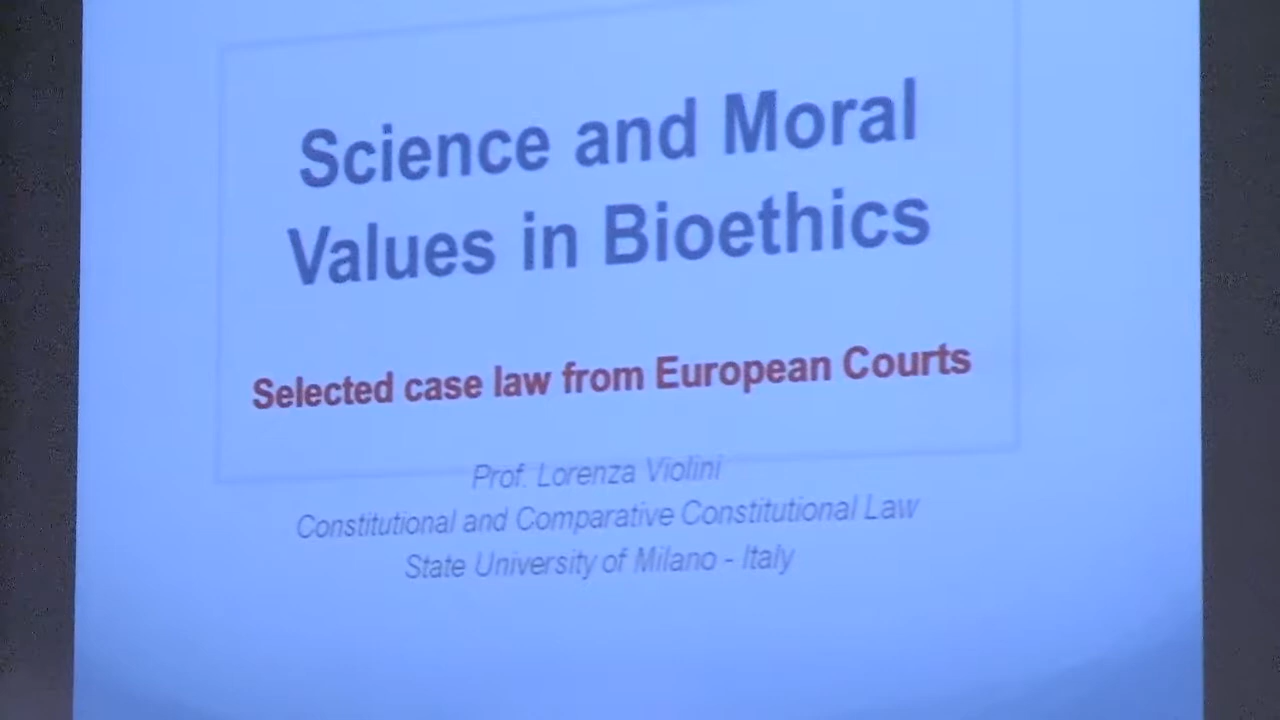 Science and Moral
Values in Bioethics
Selected case law from European Courts
Prof. Lorenza Violini
Constitutional and Comparative Constitutional Law
State University of Milano - Italy